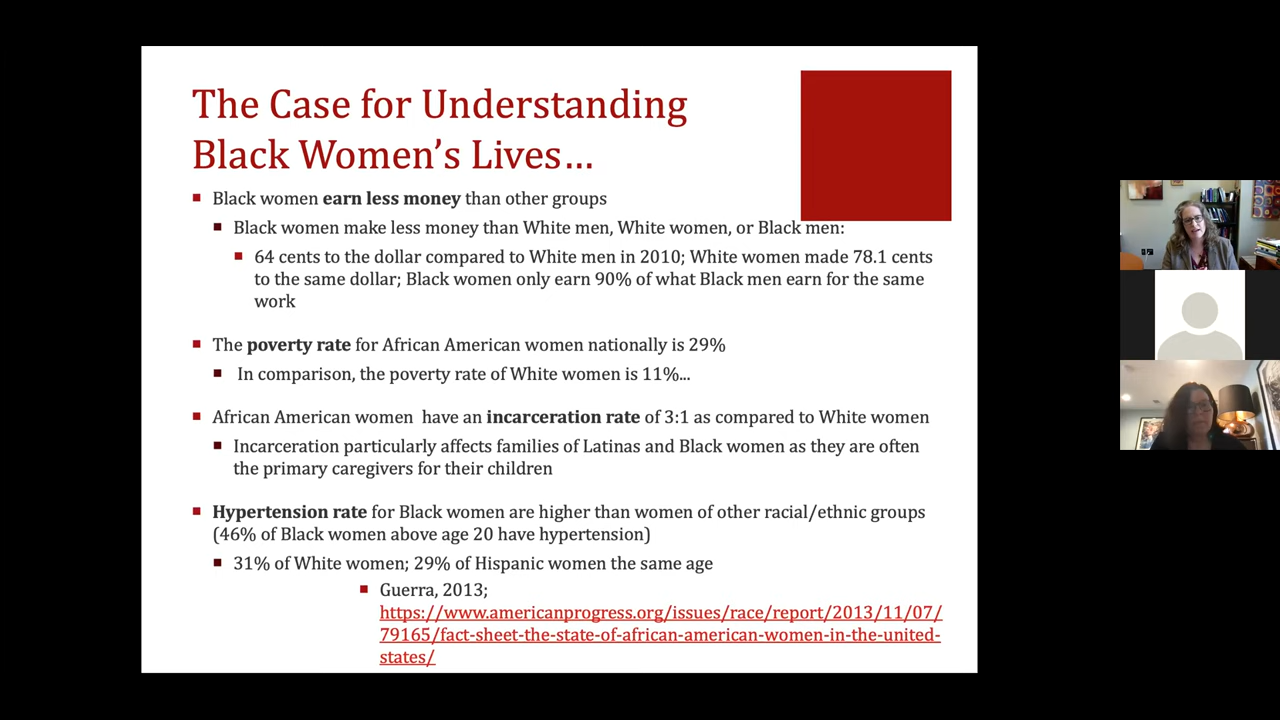 The Case for Understanding
Black Women's Lives…
Black women earn less money than other groups
Black women make less money than White men, White women, or Black men:
64 cents to the dollar compared to White men in 2010; White women made 78.1 cents
to the same dollar; Black women only earn 90% of what Black men earn for the same
work
The poverty rate for African American women nationally is 29%
In comparison, the poverty rate of White women is 11%...
African American women have an incarceration rate of 3:1 as compared to White women
Incarceration particularly affects families of Latinas and Black women as they are often
the primary caregivers for their children
Hypertension rate for Black women are higher than women of other racial/ethnic groups
(46% of Black women above age 20 have hypertension)
31% of White women; 29% of Hispanic women the same age
Guerra, 2013;
https://www.americanprogress.org/issues/race/report/2013/11/07/
79165/fact-sheet-the-state-of-african-american-women-in-the-united-
states/